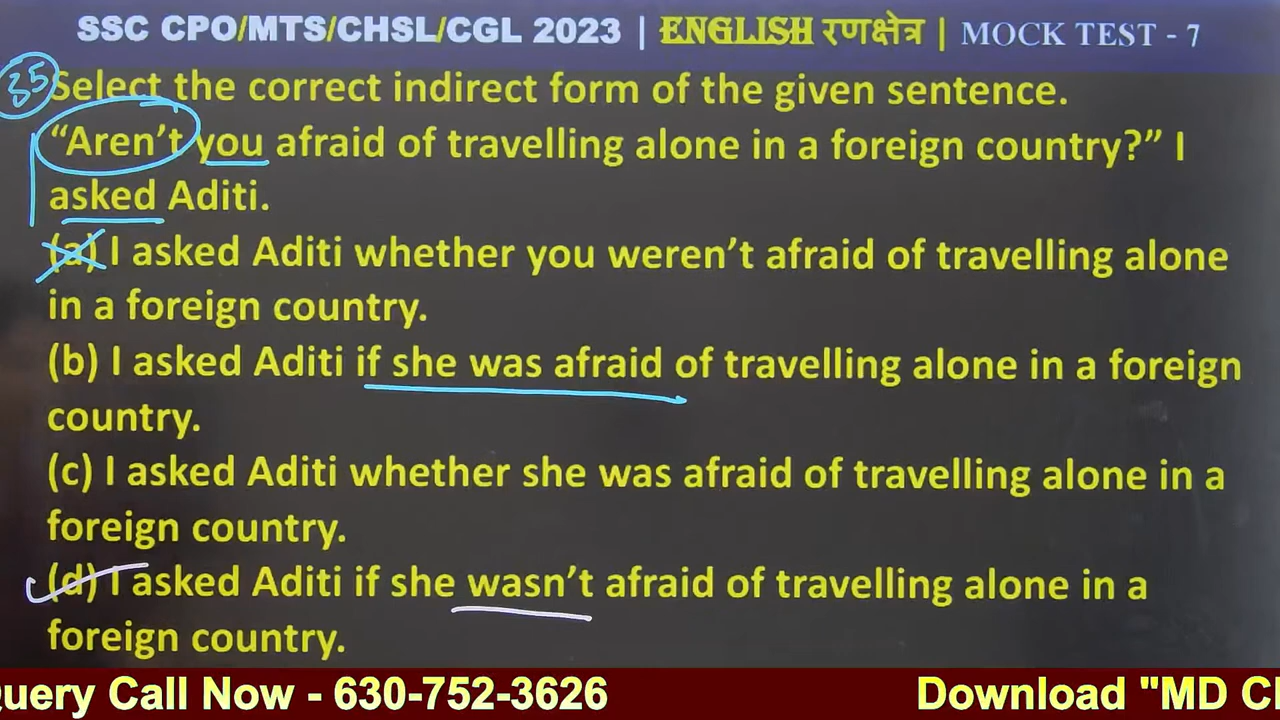 SSC CPO/MTS/CHSL/CGL 2023 | ENGLISH रणक्षेत्र | MOCK TEST - 7
35 Select the correct indirect form of the given sentence.
"Aren't you afraid of travelling alone in a foreign country?" I
asked Aditi.
(a) I asked Aditi whether you weren't afraid of travelling alone
in a foreign country.
(b) I asked Aditi if she was afraid of travelling alone in a foreign
country.
(c) I asked Aditi whether she was afraid of travelling alone in a
foreign country.
(d) I asked Aditi if she wasn't afraid of travelling alone in a
foreign country.
Query Call Now - 630-752-3626 Download "MD